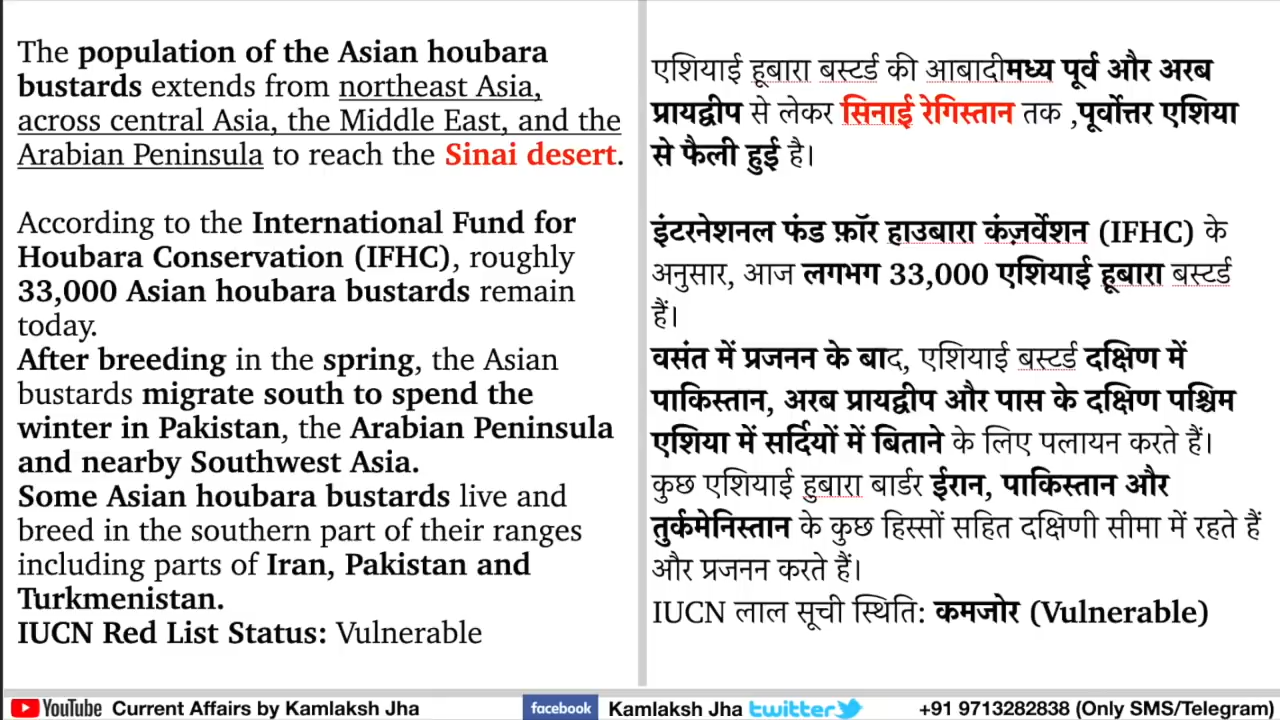 The population of the Asian houbara
bustards extends from northeast Asia,
across central Asia, the Middle East, and the
Arabian Peninsula to reach the Sinai desert.
According to the International Fund for
Houbara Conservation (IFHC), roughly
33,000 Asian houbara bustards remain
today.
After breeding in the spring, the Asian
bustards migrate south to spend the
winter in Pakistan, the Arabian Peninsula
and nearby Southwest Asia.
Some Asian houbara bustards live and
breed in the southern part of their ranges
including parts of Iran, Pakistan and
Turkmenistan.
IUCN Red List Status: Vulnerable
एशियाई हूबारा बस्टर्ड की आबादीमध्य पूर्व और अरब
प्रायद्वीप से लेकर सिनाई रेगिस्तान तक ,पूर्वोत्तर एशिया
से फैली हुई है।
इंटरनेशनल फंड फ़ॉर हाउबारा कंज़र्वेशन (IFHC) के
अनुसार, आज लगभग 33,000 एशियाई हूबारा बस्टर्ड
हैं।
वसंत में प्रजनन के बाद, एशियाई बस्टर्ड दक्षिण में
पाकिस्तान, अरब प्रायद्वीप और पास के दक्षिण पश्चिम
एशिया में सर्दियों में बिताने के लिए पलायन करते हैं।
कुछ एशियाई हुबारा बार्डर ईरान, पाकिस्तान और
तुर्कमेनिस्तान के कुछ हिस्सों सहित दक्षिणी सीमा में रहते हैं
और प्रजनन करते हैं।
IUCN लाल सूची स्थिति: कमजोर (Vulnerable)
YouTube Current Affairs by Kamlaksh Jha facebook Kamlaksh Jha twitter +91 9713282838 (Only SMS/Telegram)